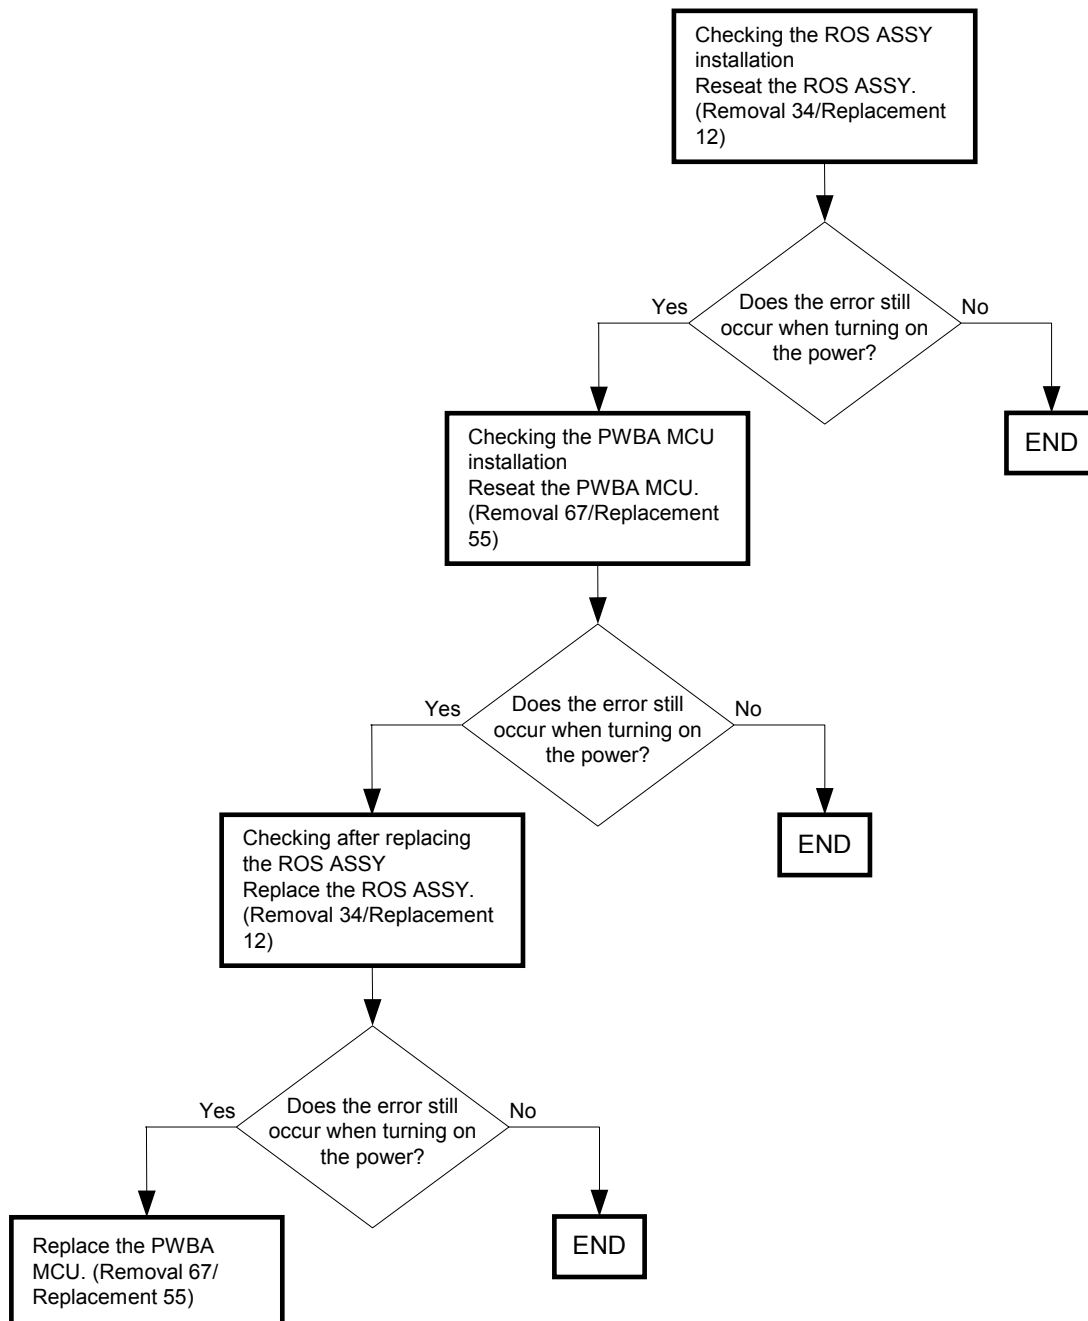 Checking the ROS ASSY
installation
Reseat the ROS ASSY.
(Removal 34/Replacement
12)
Does the error still
occur when turning on
the power?
Yes
No
END
Checking the PWBA MCU
installation
Reseat the PWBA MCU.
(Removal 67/Replacement
55)
Does the error still
occur when turning on
the power?
Yes
No
END
Checking after replacing
the ROS ASSY
Replace the ROS ASSY.
(Removal 34/Replacement
12)
Does the error still
occur when turning on
the power?
Yes
No
END
Replace the PWBA
MCU. (Removal 67/
Replacement 55)